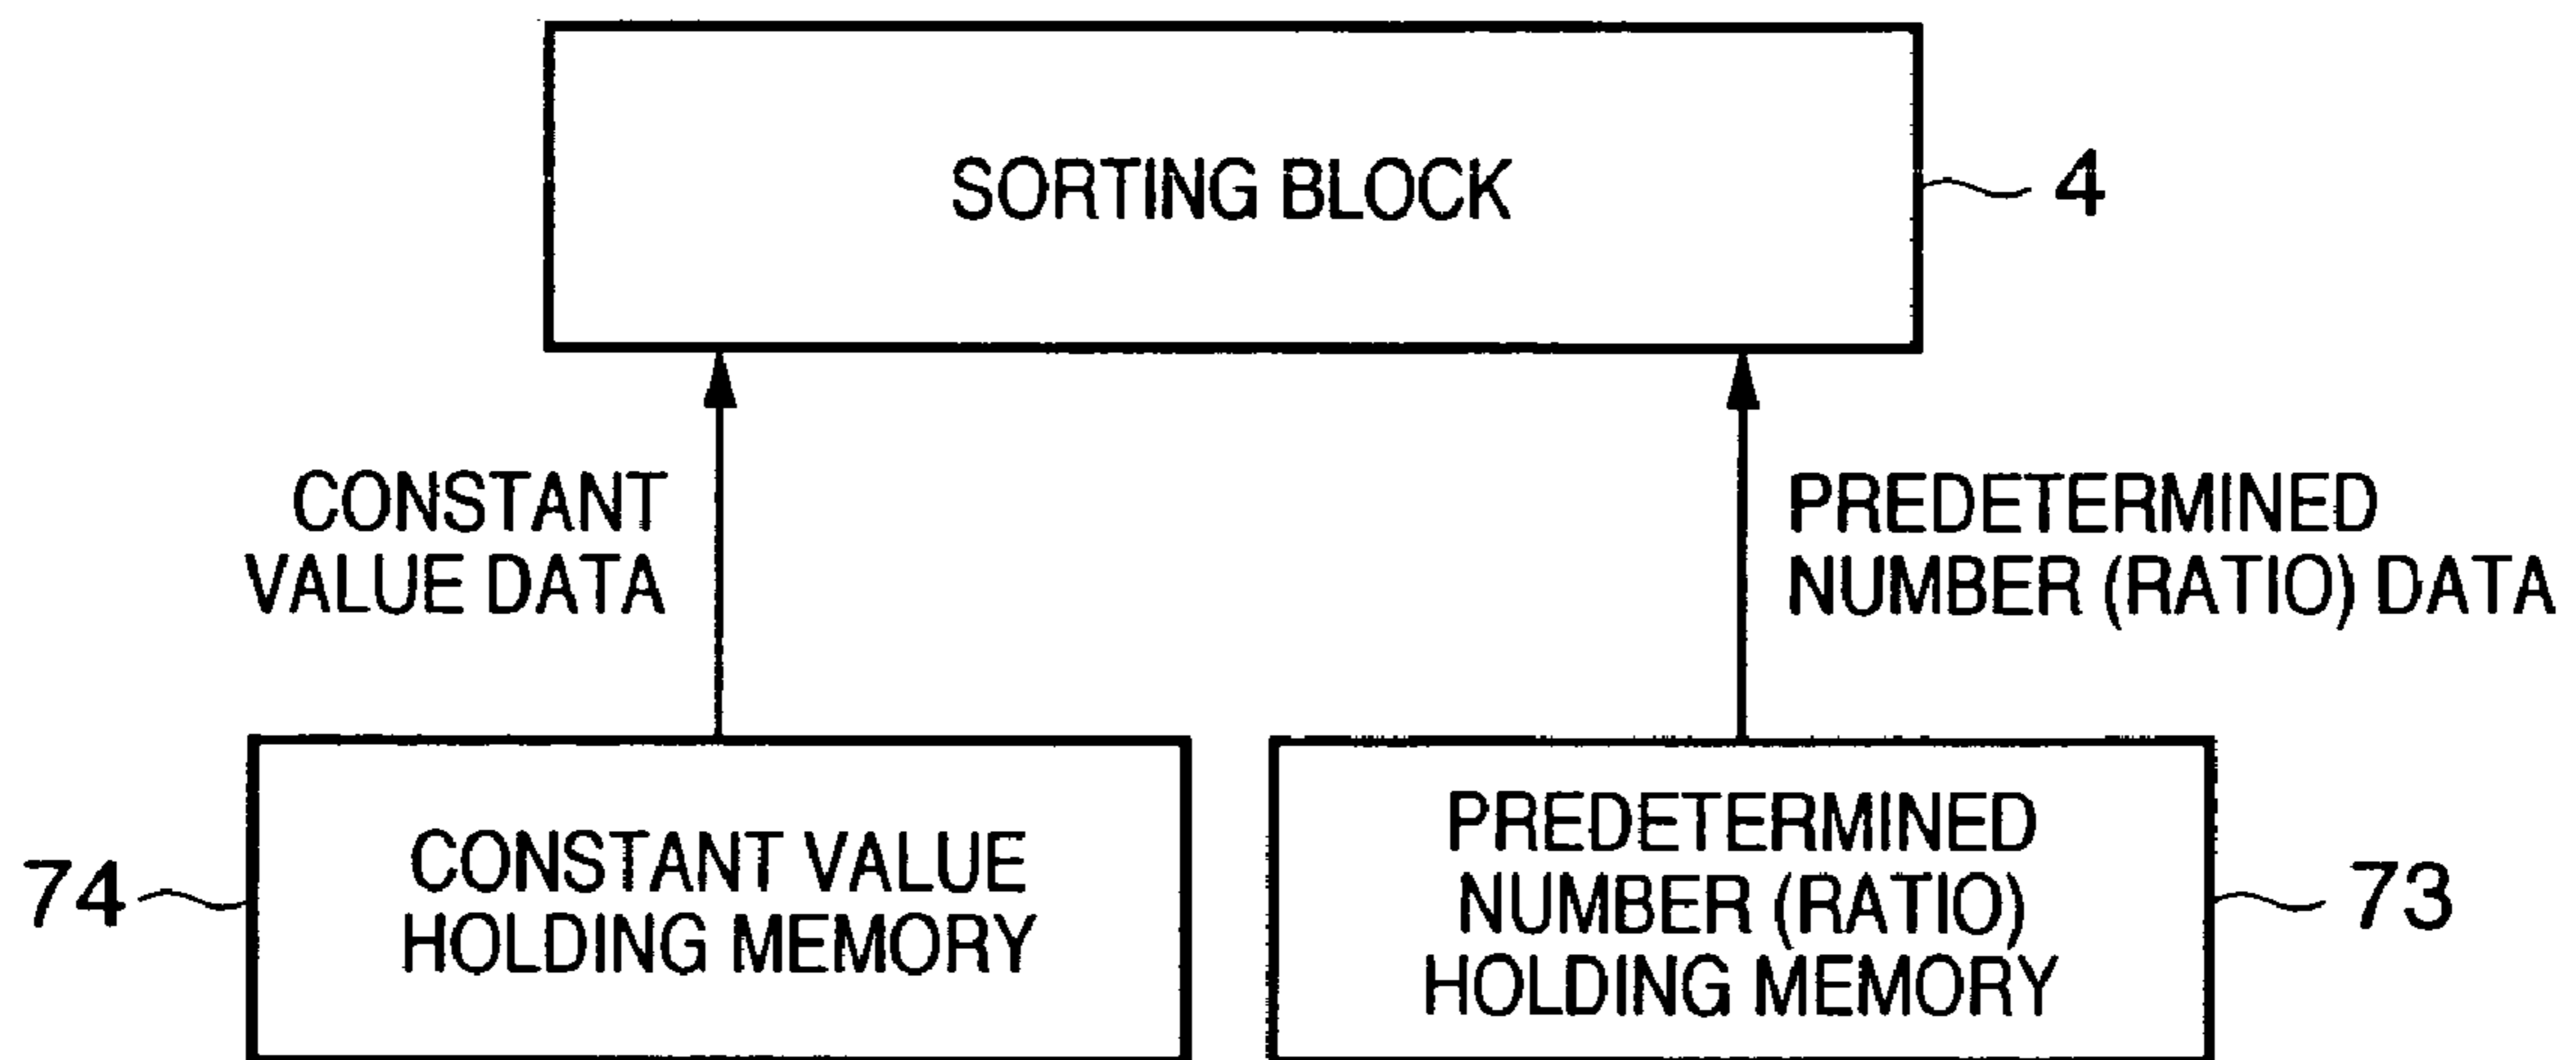 SORTING BLOCK
4
CONSTANT
VALUE DATA
PREDETERMINED
NUMBER (RATIO) DATA
74
CONSTANT VALUE
HOLDING MEMORY
PREDETERMINED
NUMBER (RATIO)
HOLDING MEMORY
73